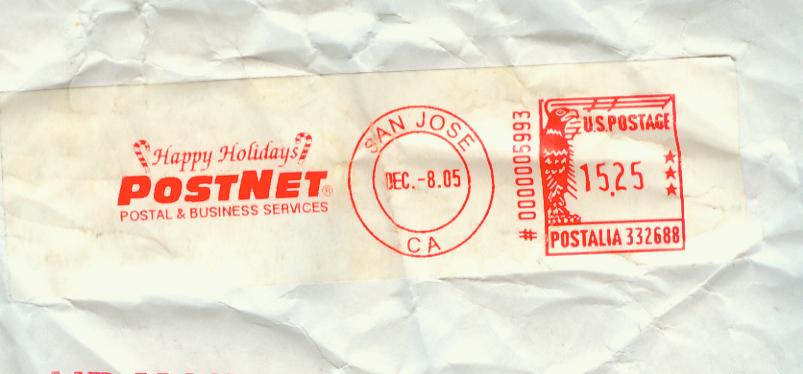 Happy Holidays
POSTNET®
POSTAL & BUSINESS SERVICES
SAN JOSE
DEC.-8.05
CA
# 0000005993
U.S.POSTAGE
15.25
POSTALIA 332688